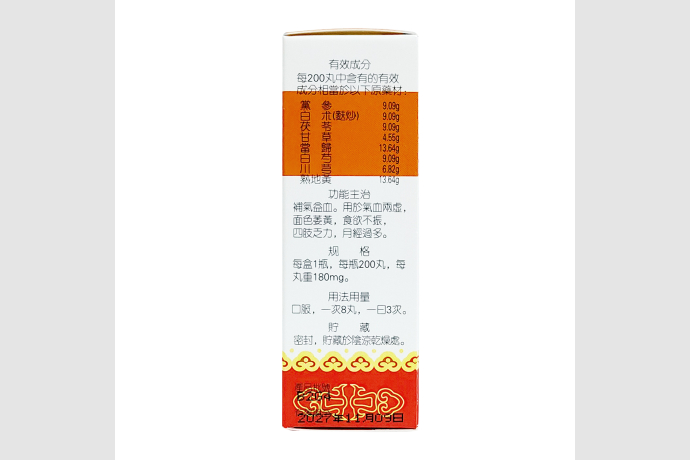 有效成分
每200丸中含有的有效
成分相當於以下原藥材：
黨 參 9.09g
白 术(麩炒) 9.09g
茯 苓 9.09g
甘 草 4.55g
當 歸 13.64g
白 芍 9.09g
川 芎 6.82g
熟地黃 13.64g
功能主治
補氣益血。用於氣血兩虛，
面色萎黃，食欲不振，
四肢乏力，月經過多。
规 格
每盒1瓶，每瓶200丸，每
丸重180mg。
用法用量
口服，一次8丸，一日3次。
貯 藏
密封，貯藏於陰涼乾燥處。
2027年11月09日